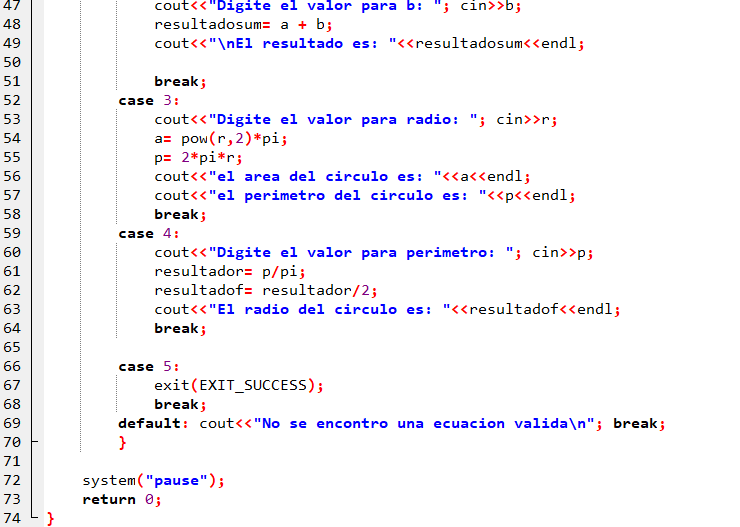 47 cout<<"Digite el valor para b: "; cin>>b;
48 resultadosum= a + b;
49 cout<<"\nEl resultado es: "<<resultadosum<<endl;
50
51 break;
52 case 3:
53 cout<<"Digite el valor para radio: "; cin>>r;
54 a= pow(r,2)*pi;
55 p= 2*pi*r;
56 cout<<"el area del circulo es: "<<a<<endl;
57 cout<<"el perimetro del circulo es: "<<p<<endl;
58 break;
59 case 4:
60 cout<<"Digite el valor para perimetro: "; cin>>p;
61 resultador= p/pi;
62 resultadof= resultador/2;
63 cout<<"El radio del circulo es: "<<resultadof<<endl;
64 break;
65
66 case 5:
67 exit(EXIT_SUCCESS);
68 break;
69 default: cout<<"No se encontro una ecuacion valida\n"; break;
70 }
71
72 system("pause");
73 return 0;
74 }